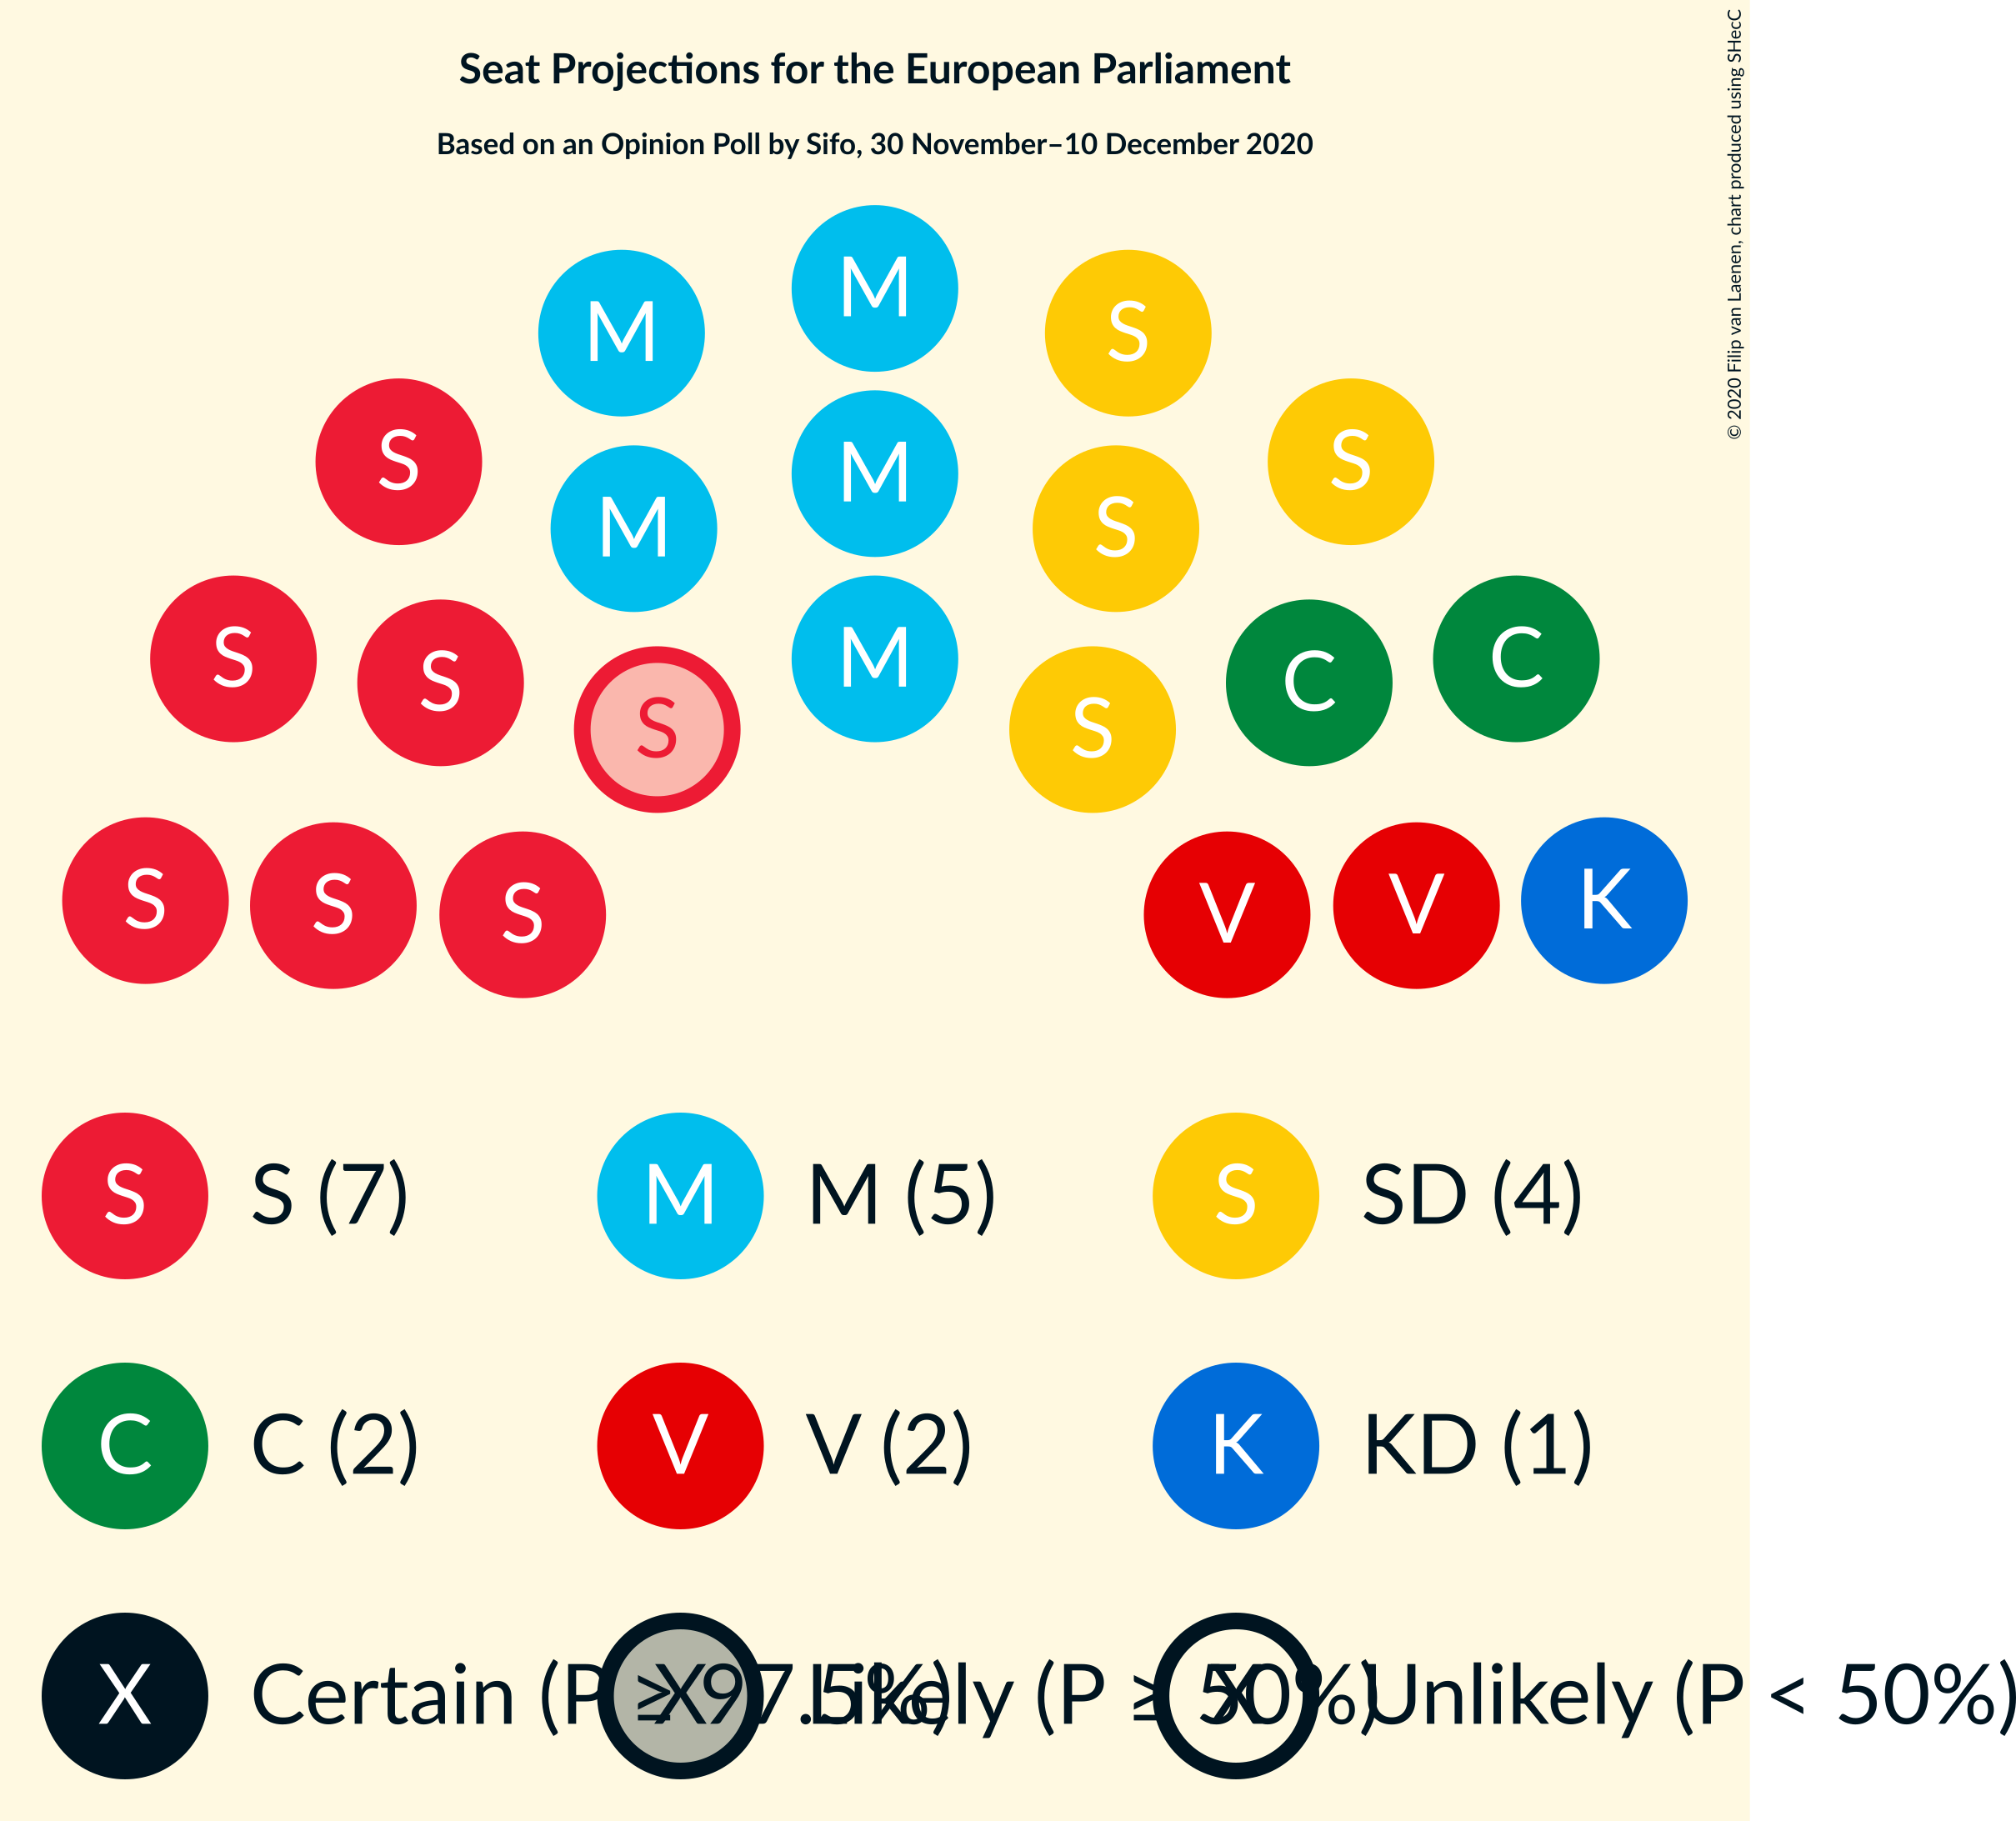 Seat Projections for the European Parliament
Based on an Opinion Poll by Sifo, 30 November–10 December 2020
© 2020 Filip van Laenen, chart produced using SHecC
M
M S
S S
M
M S
S C
S C
M
S S
S K
S V
S V
S S (7) M M (5) S SD (4)
C C (2) V V (2) K KD (1)
X Certain (P ≥ 97.5%) X Likely (P ≥ 50%) X Unlikely (P < 50%)